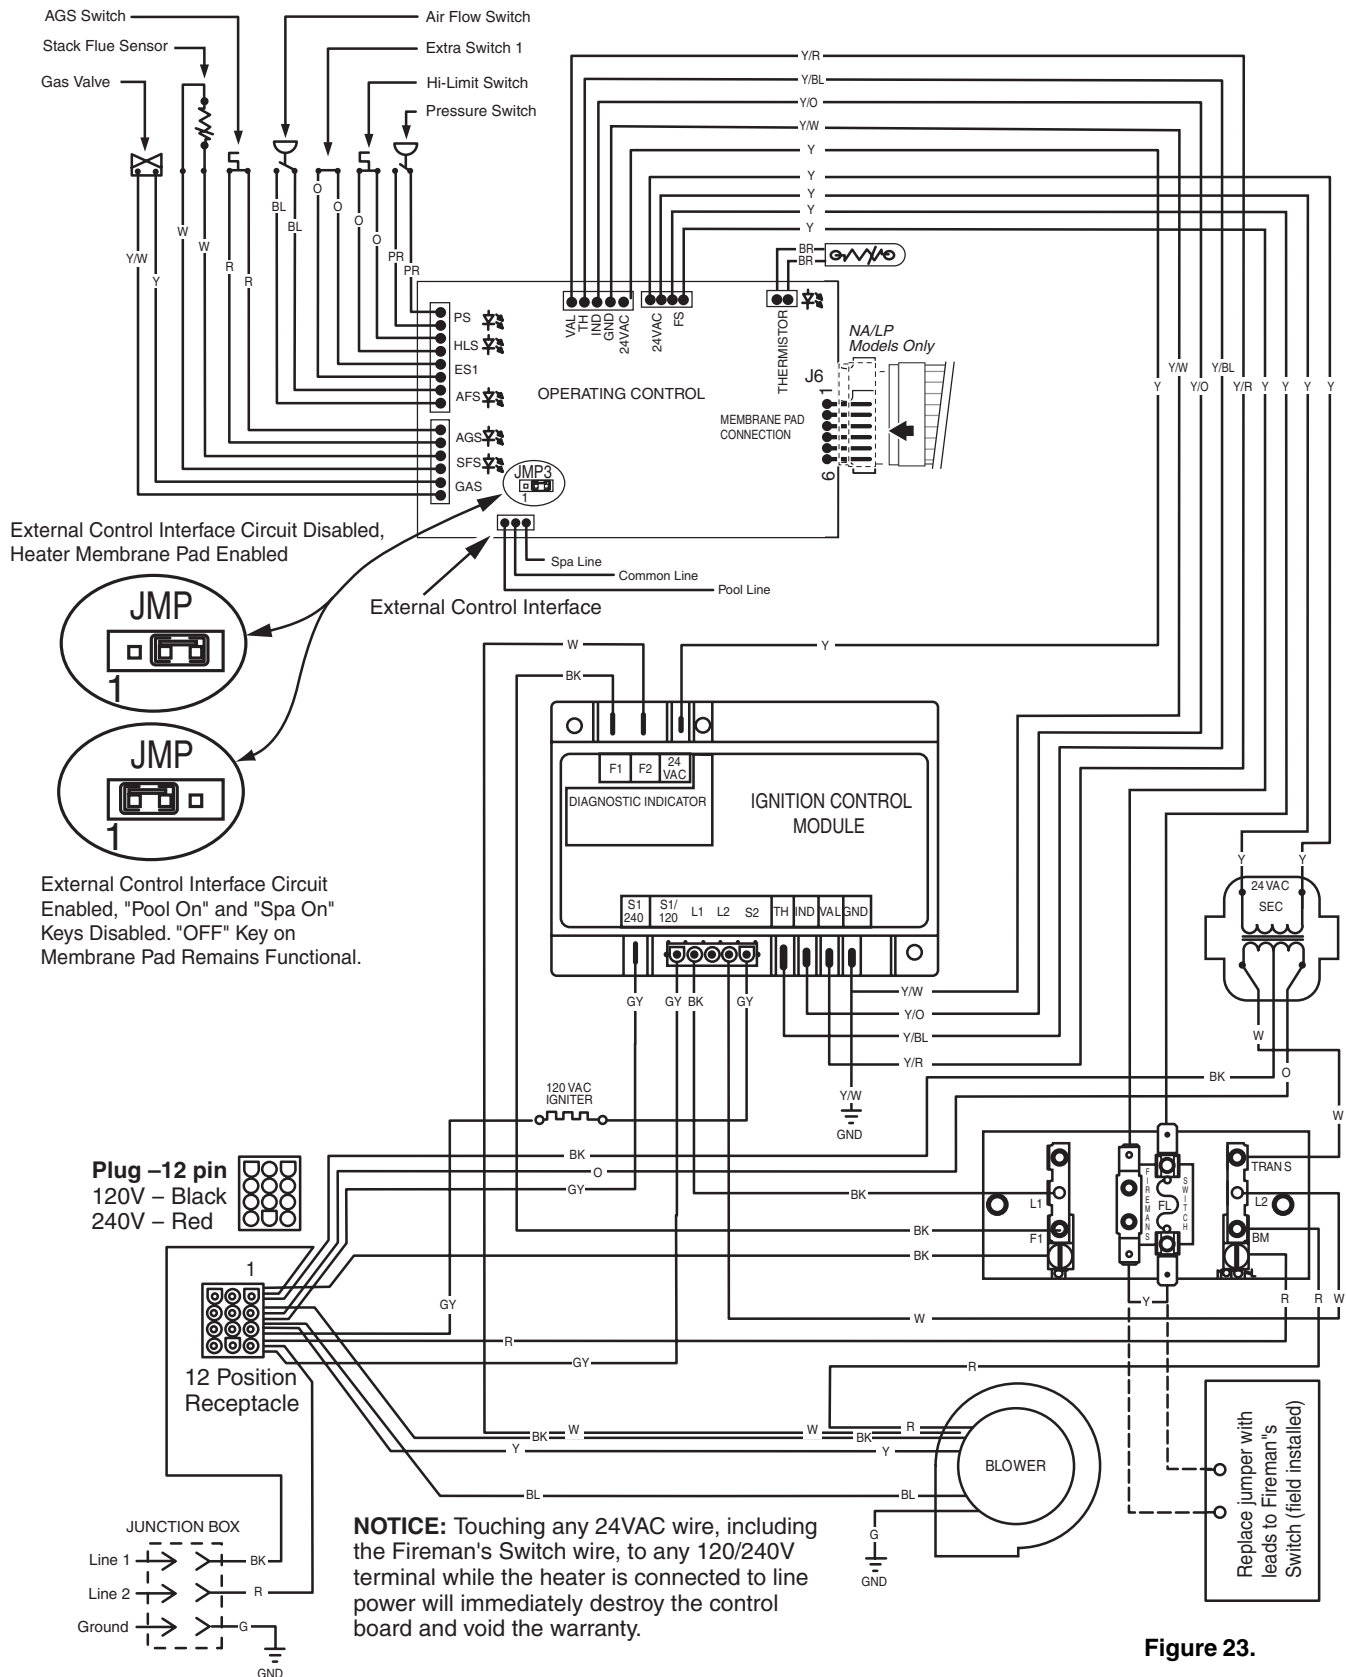 AGS Switch
Stack Flue Sensor
Gas Valve
Air Flow Switch
Extra Switch 1
Hi-Limit Switch
Pressure Switch
Y/R
Y/BL
Y/O
Y/W
Y
Y
Y
Y
Y
BR
BR
Y/W
Y
W
W
R
R
BL
BL
O
O
O
O
PR
PR
PS
HLS
ES1
AFS
AGS
SFS
GAS
VAL
TH
IND
GND
24VAC
24VAC
FS
THERMISTOR
OPERATING CONTROL
NA/LP
Models Only
J6
1
6
MEMBRANE PAD
CONNECTION
JMP3
1
Y
Y/W
Y/O
Y/BL
Y/R
Y
Y
Y
Y
Spa Line
Common Line
Pool Line
External Control Interface
External Control Interface Circuit Disabled,
Heater Membrane Pad Enabled
JMP
1
JMP
1
External Control Interface Circuit
Enabled, "Pool On" and "Spa On"
Keys Disabled. "OFF" Key on
Membrane Pad Remains Functional.
W
BK
Y
F1
F2
24
VAC
DIAGNOSTIC INDICATOR
IGNITION CONTROL
MODULE
S1
240
S1/
120
L1
L2
S2
TH
IND
VAL
GND
GY
GY
BK
GY
Y/W
Y/O
Y/BL
Y/R
Y/W
GND
Y
Y
24 VAC
SEC
W
O
BK
W
120 VAC
IGNITER
BK
O
GY
BK
BK
BK
L1
F1
FIREMANS
FL
SWITCH
TRANS
L2
BM
Y
R
R
W
Plug –12 pin
120V – Black
240V – Red
1
12 Position
Receptacle
GY
W
R
GY
R
W
BK
Y
BL
W
BK
R
Y
BL
BLOWER
G
GND
Replace jumper with
leads to Fireman"s
Switch (field installed)
JUNCTION BOX
Line 1
BK
Line 2
R
Ground
G
GND
NOTICE: Touching any 24VAC wire, including
the Fireman's Switch wire, to any 120/240V
terminal while the heater is connected to line
power will immediately destroy the control
board and void the warranty.
Figure 23.